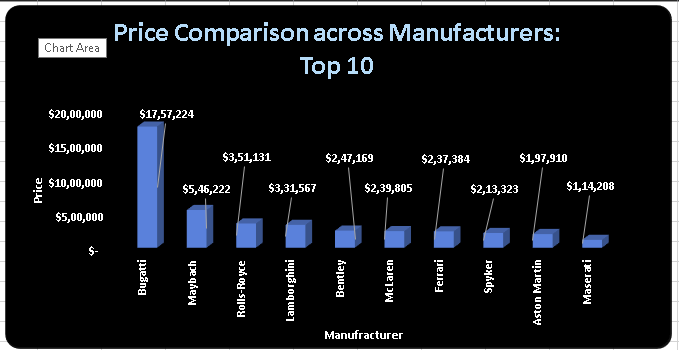 Price Comparison across Manufacturers:
Top 10
Chart Area
$20,00,000
$15,00,000
$10,00,000
$5,00,000
$-
Price
$17,57,224
$5,46,222
$3,51,131
$3,31,567
$2,47,169
$2,39,805
$2,37,384
$2,13,323
$1,97,910
$1,14,208
Bugatti
Maybach
Rolls-Royce
Lamborghini
Bentley
McLaren
Ferrari
Spyker
Aston Martin
Maserati
Manufracturer